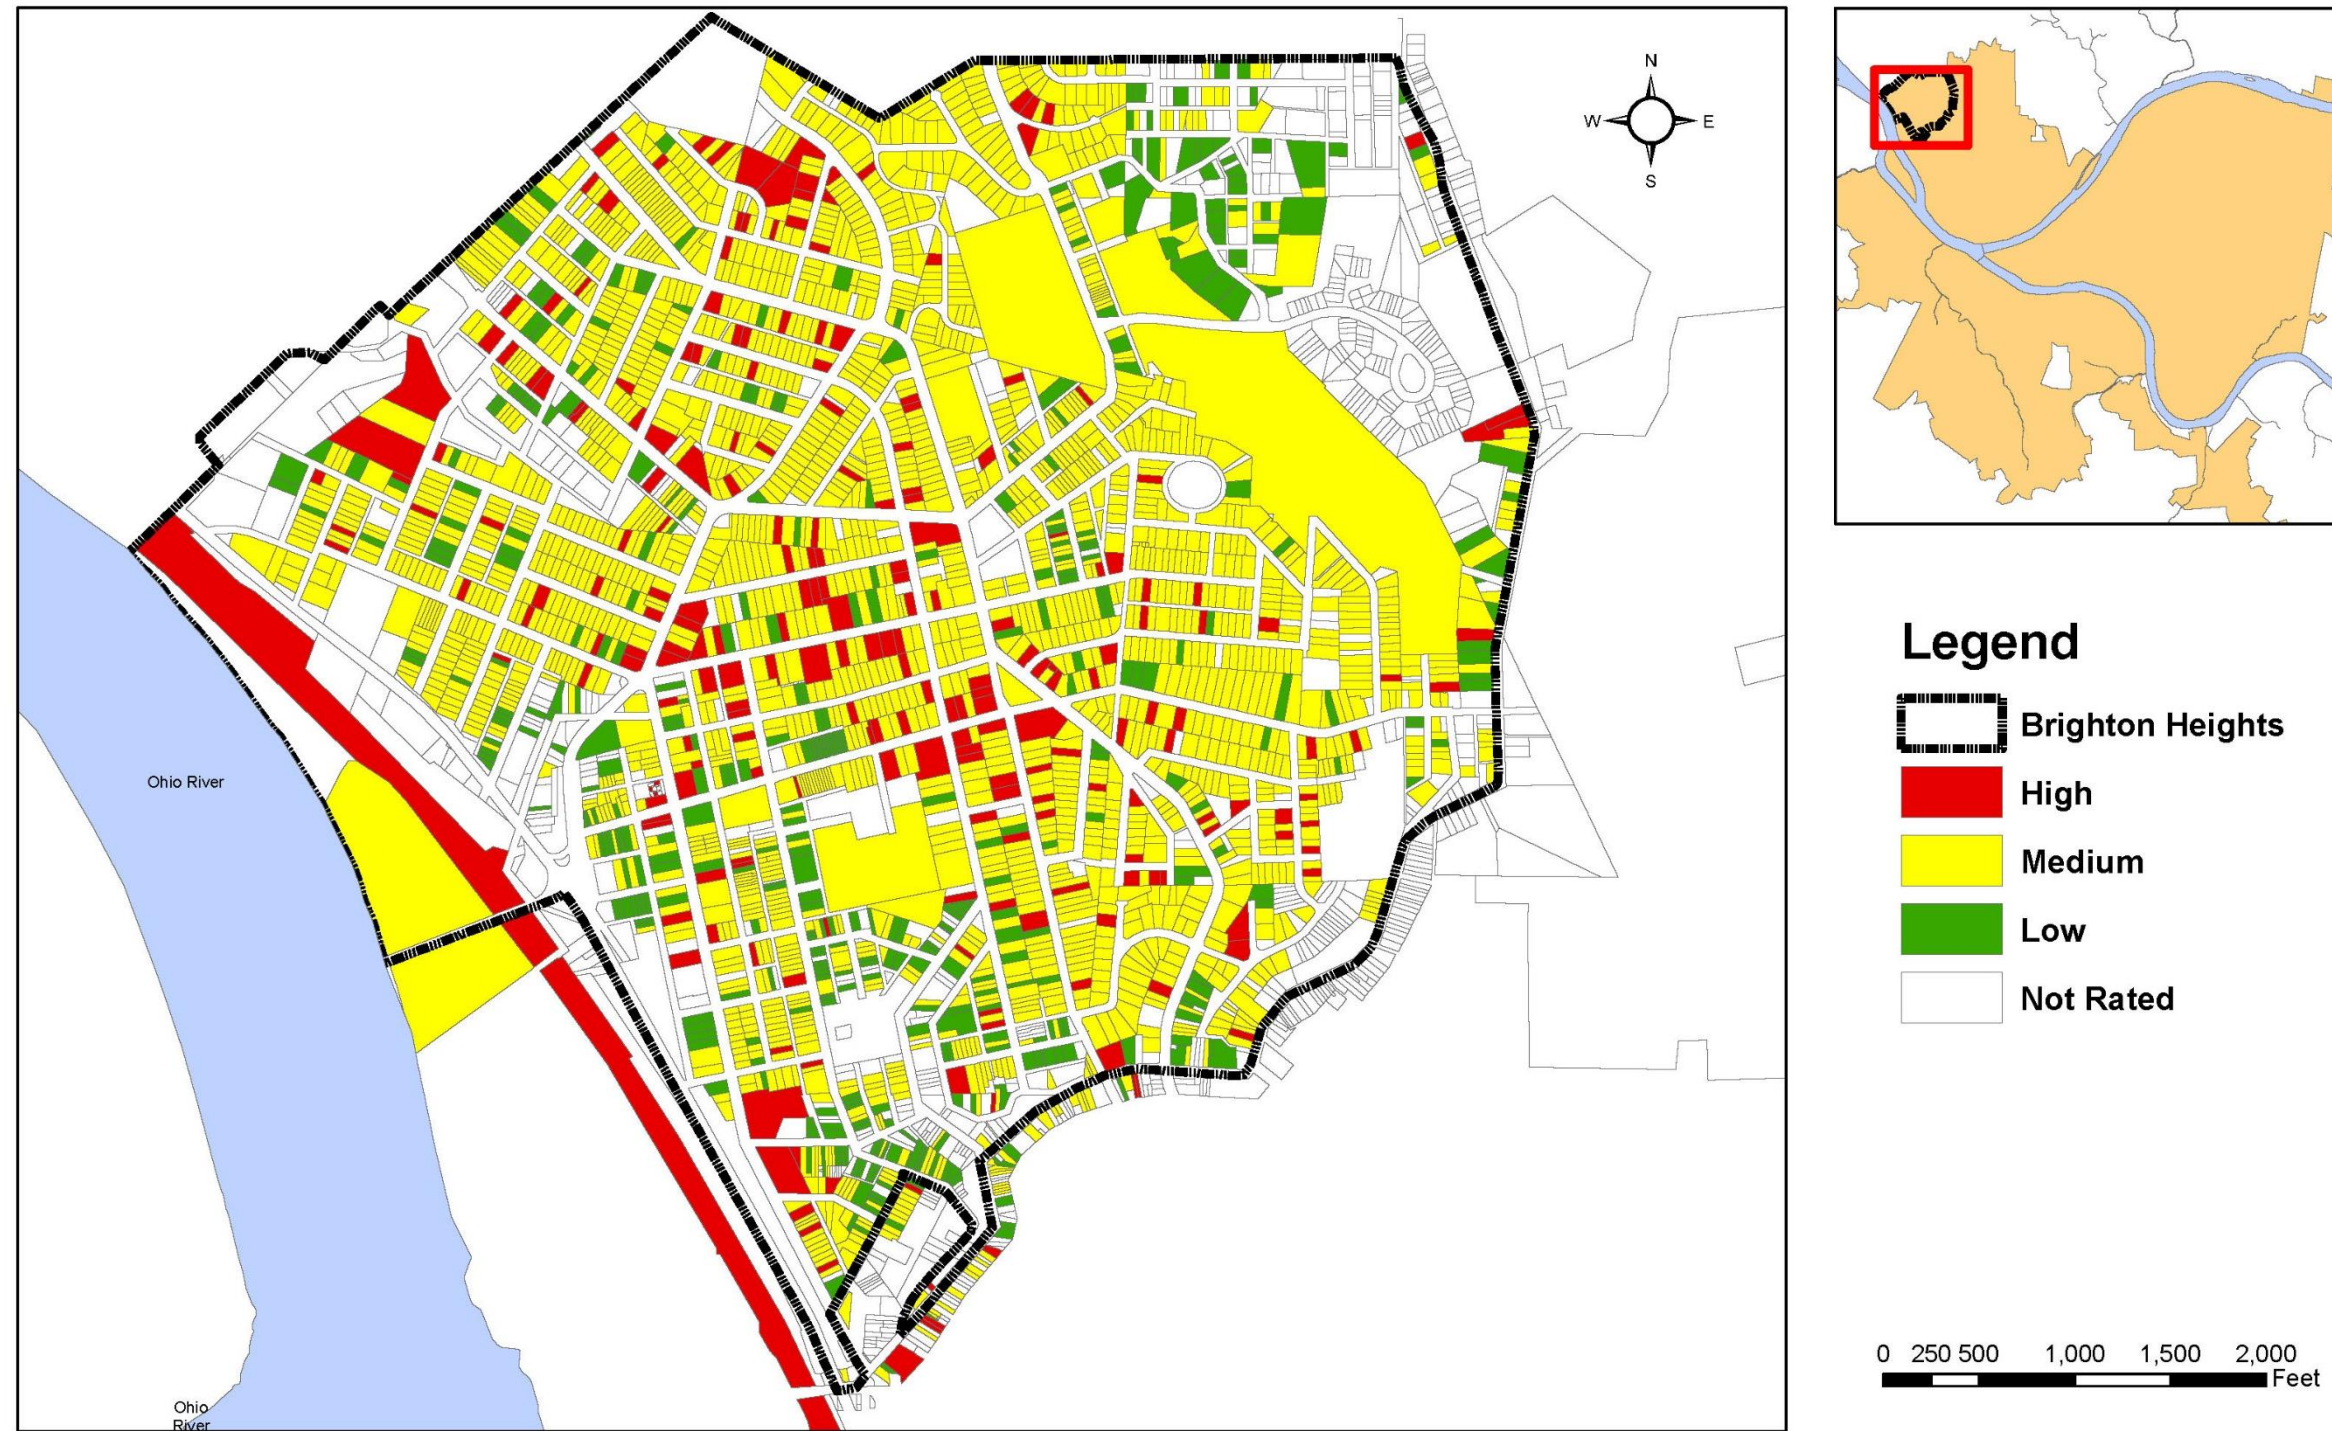 N
W E
S
Ohio River
Ohio
River
Legend
Brighton Heights
High
Medium
Low
Not Rated
0 250 500 1,000 1,500 2,000
Feet